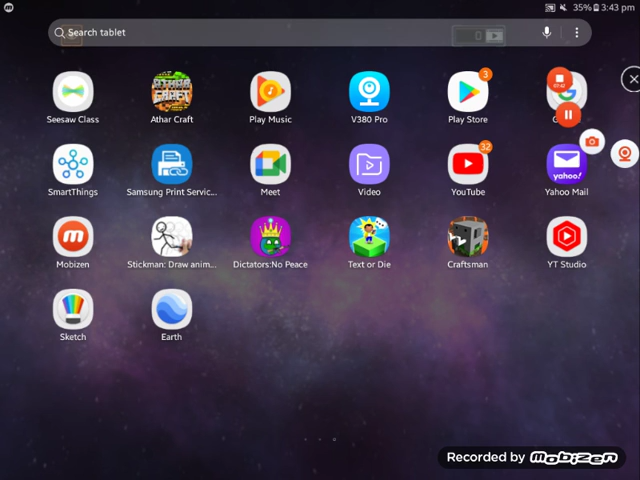 35% 3:43 pm
Search tablet
3
Seesaw Class
Athar Craft
Play Music
V380 Pro
Play Store
32
SmartThings
Samsung Print Servic...
Meet
Video
YouTube
yahoo!
Yahoo Mail
Mobizen
Stickman: Draw anim...
Dictators:No Peace
Text or Die
Craftsman
YT Studio
Sketch
Earth
Recorded by Mobizen